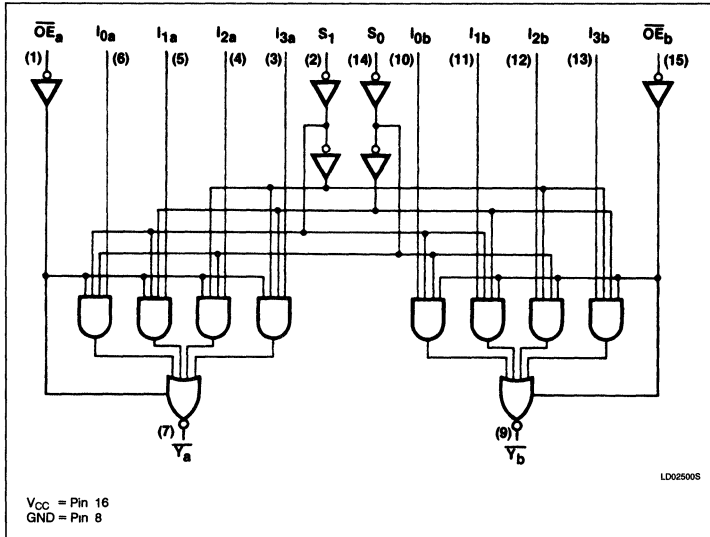 OEₐ I₀ₐ I₁ₐ I₂ₐ I₃ₐ S₁ S₀ I₀b I₁b I₂b I₃b OEb
(1) (6) (5) (4) (3) (2) (14) (10) (11) (12) (13) (15)
(7) (9)
Yₐ Yb
LD02500S
VCC = Pin 16
GND = Pin 8